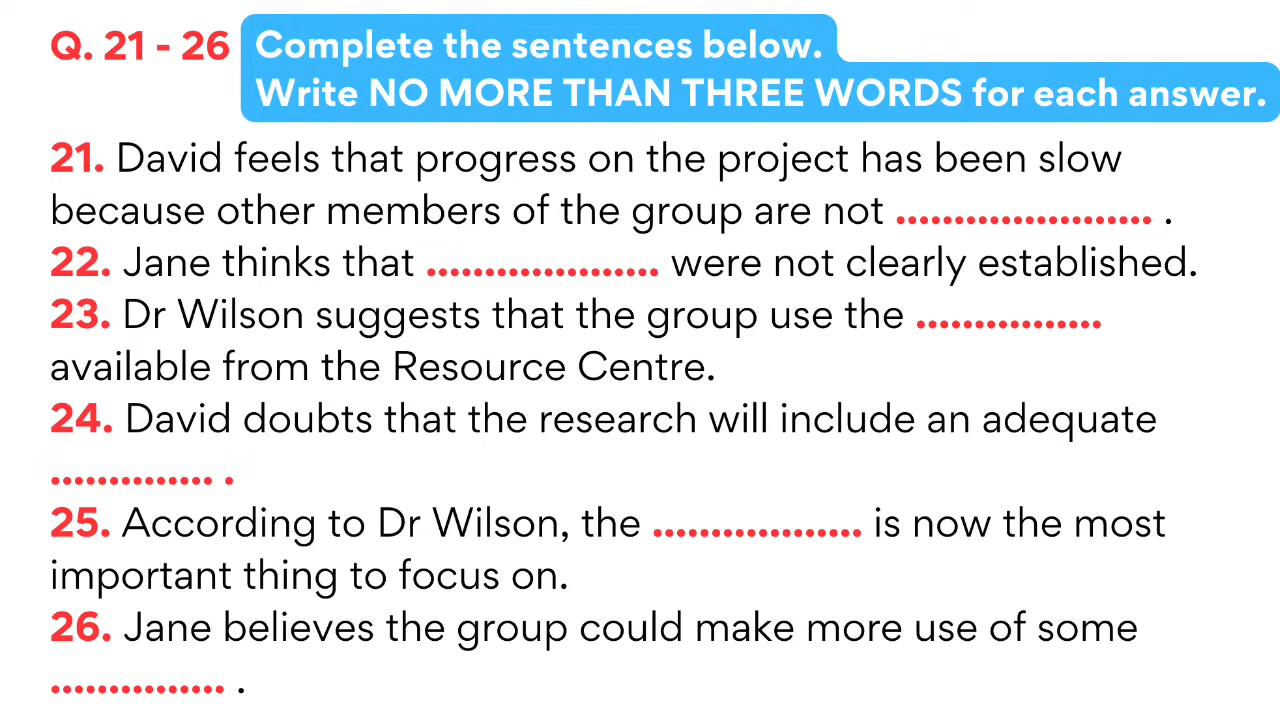 Q. 21 - 26 Complete the sentences below.
Write NO MORE THAN THREE WORDS for each answer.
21. David feels that progress on the project has been slow
because other members of the group are not ...................... .
22. Jane thinks that .................... were not clearly established.
23. Dr Wilson suggests that the group use the ................
available from the Resource Centre.
24. David doubts that the research will include an adequate
.............. .
25. According to Dr Wilson, the .................. is now the most
important thing to focus on.
26. Jane believes the group could make more use of some
............... .